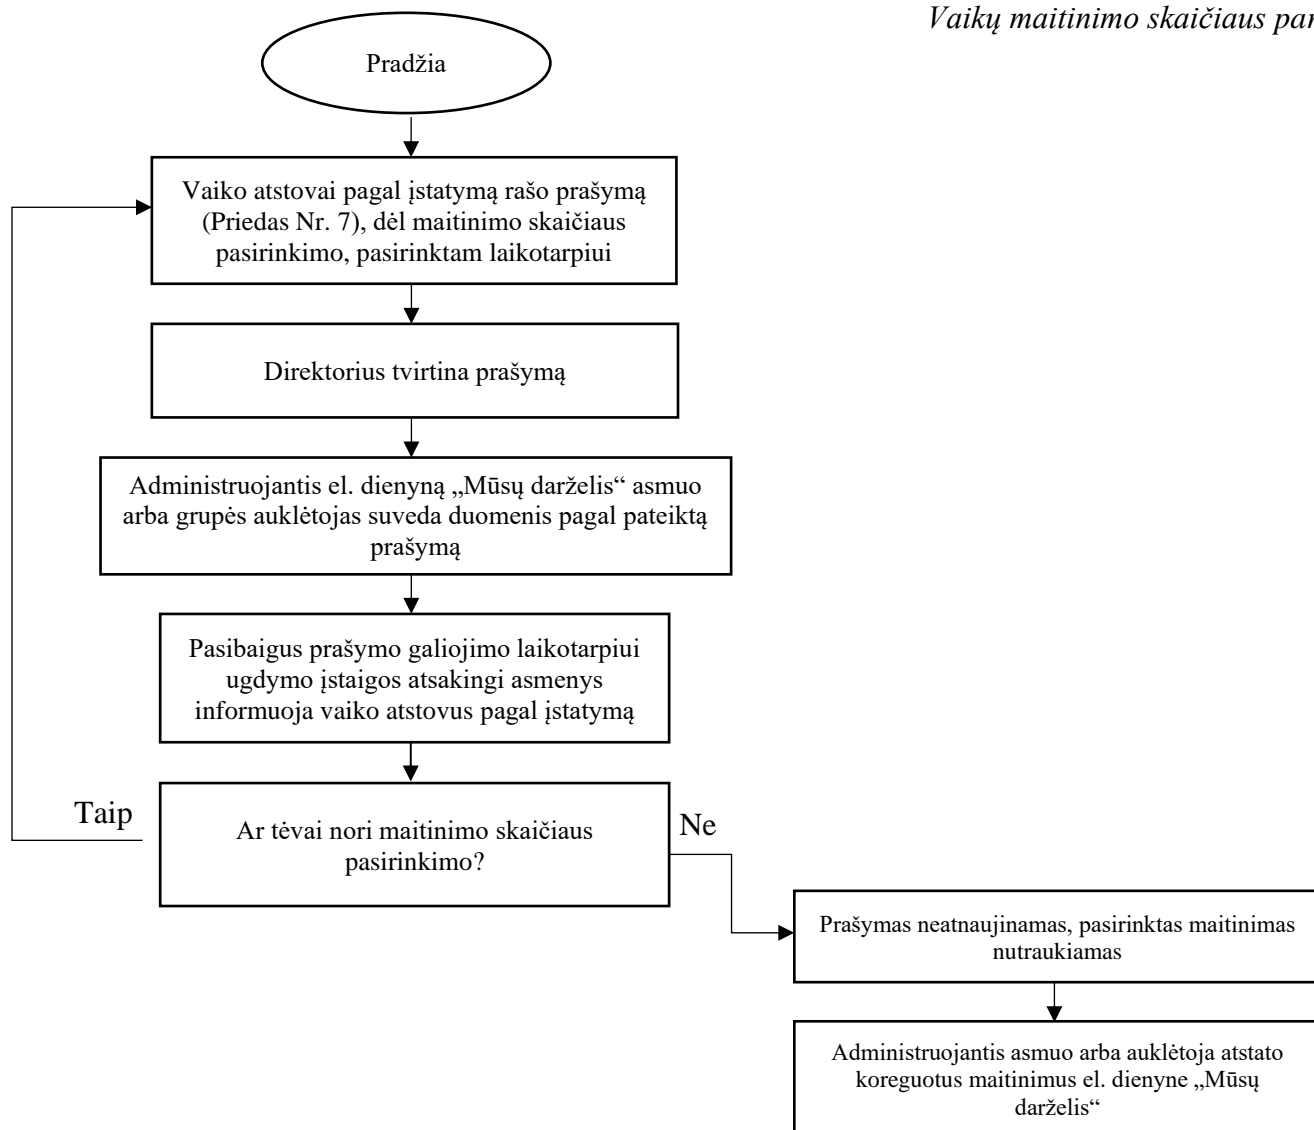 Vaikų maitinimo skaičiaus
Pradžia
Vaiko atstovai pagal įstatymą rašo prašymą
(Priedas Nr. 7), dėl maitinimo skaičiaus
pasirinkimo, pasirinktam laikotarpiui
Direktorius tvirtina prašymą
Administruojantis el. dienyną „Mūsų darželis“ asmuo
arba grupės auklėtojas suveda duomenis pagal pateiktą
prašymą
Pasibaigus prašymo galiojimo laikotarpiui
ugdymo įstaigos atsakingi asmenys
informuoja vaiko atstovus pagal įstatymą
Taip
Ar tėvai nori maitinimo skaičiaus
pasirinkimo?
Ne
Prašymas neatnaujinamas, pasirinktas maitinimas
nutraukiamas
Administruojantis asmuo arba auklėtoja atstato
koreguotus maitinimus el. dienyne „Mūsų
darželis“